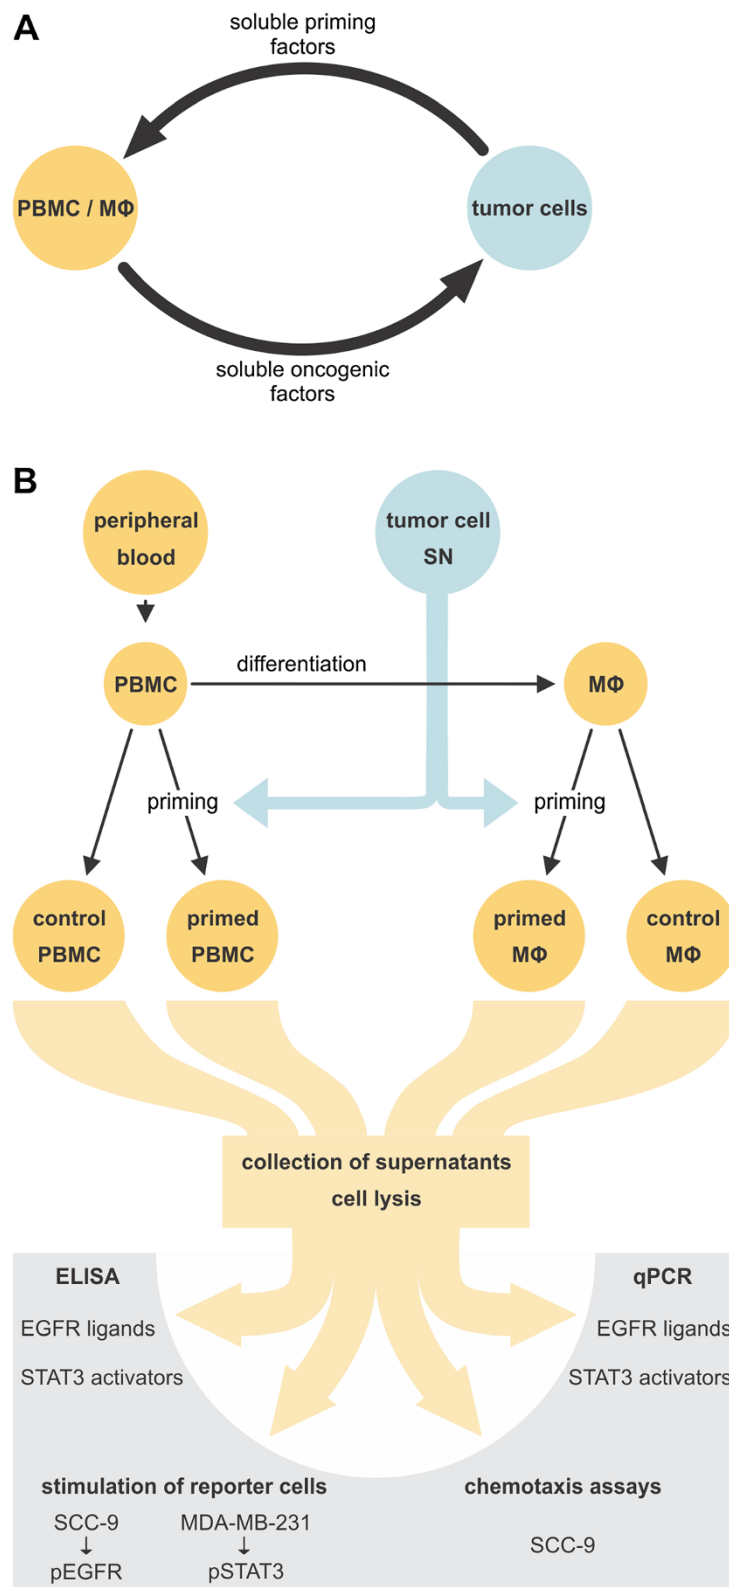 A
soluble priming
factors
PBMC / MΦ
tumor cells
soluble oncogenic
factors
B
peripheral
blood
tumor cell
SN
PBMC
differentiation
MΦ
priming
priming
control
PBMC
primed
PBMC
primed
MΦ
control
MΦ
collection of supernatants
cell lysis
ELISA
EGFR ligands
STAT3 activators
qPCR
EGFR ligands
STAT3 activators
stimulation of reporter cells
SCC-9
↓
pEGFR
MDA-MB-231
↓
pSTAT3
chemotaxis assays
SCC-9